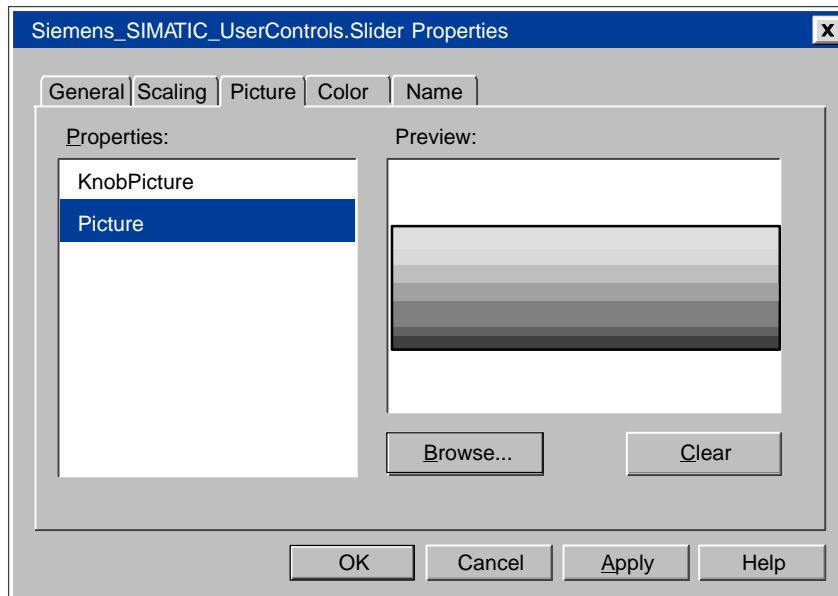 Siemens_SIMATIC_UserControls.Slider Properties x
General Scaling Picture Color Name
Properties: Preview:
KnobPicture
Picture
Browse... Clear
OK Cancel Apply Help